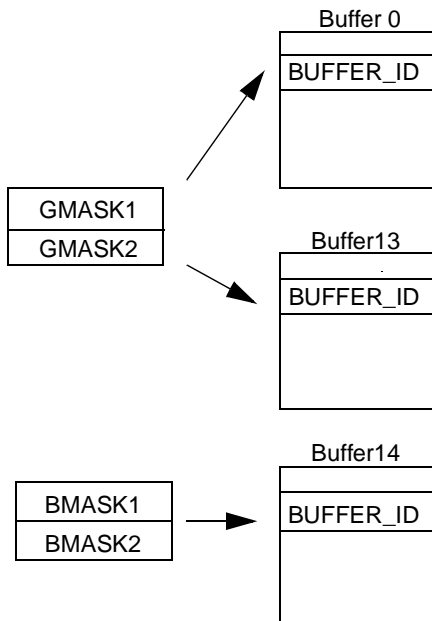 Buffer 0
BUFFER_ID
GMASK1
GMASK2
Buffer13
BUFFER_ID
Buffer14
BMASK1
BUFFER_ID
BMASK2